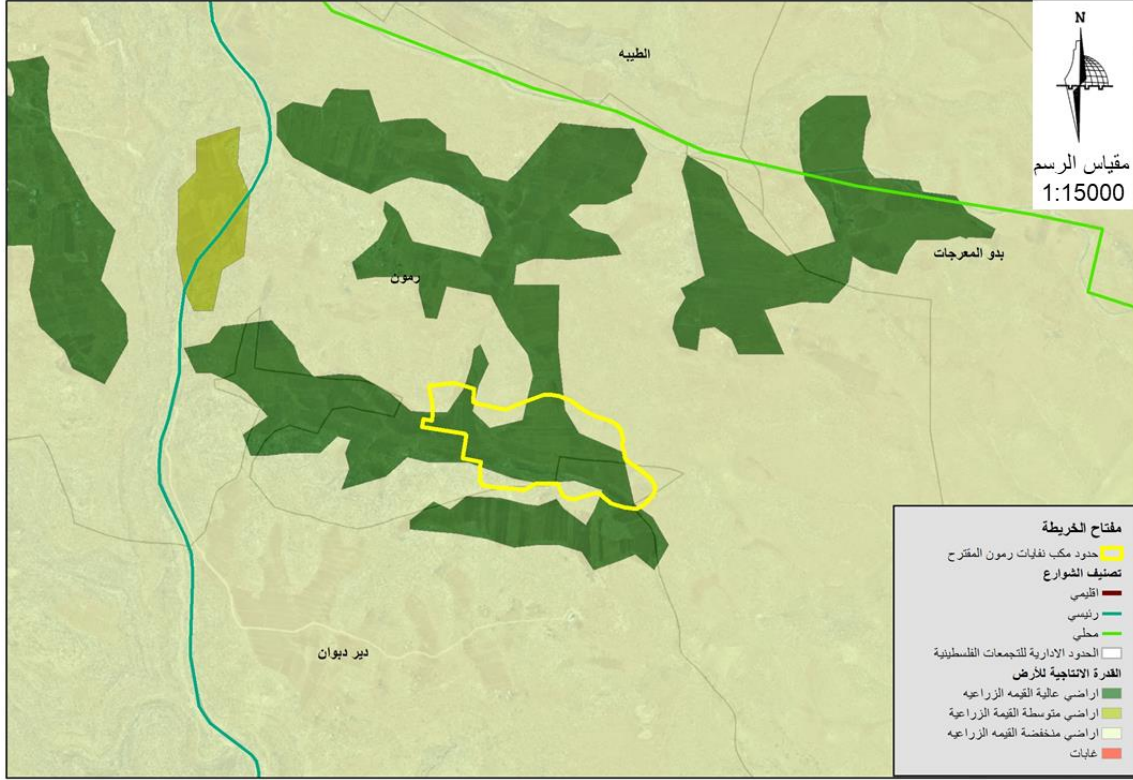 N
الطيبه
مقياس الرسم
1:15000
بدو المعرجات
رمون
دير دبوان
مفتاح الخريطة
حدود مكب نفايات رمون المقترح
تصنيف الشوارع
اقليمي
رئيسي
محلي
الحدود الادارية للتجمعات الفلسطينية
القدرة الانتاجية للأرض
اراضي عالية القيمه الزراعيه
اراضي متوسطة القيمة الزراعية
اراضي منخفضة القيمه الزراعيه
غابات